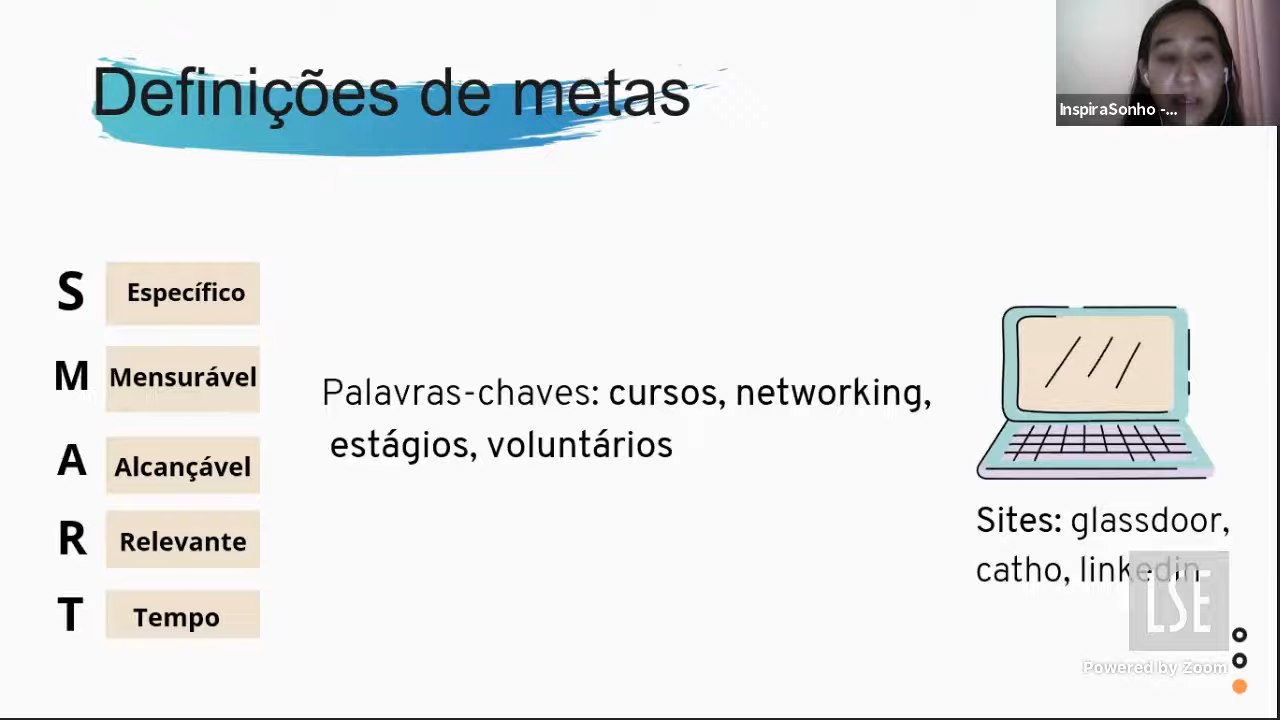 Definições de metas
InspiraSonho -...
S Específico
M Mensurável
A Alcançável
R Relevante
T Tempo
Palavras-chaves: cursos, networking,
estágios, voluntários
Sites: glassdoor,
catho, linkedin
LSE
Powered by Zoom